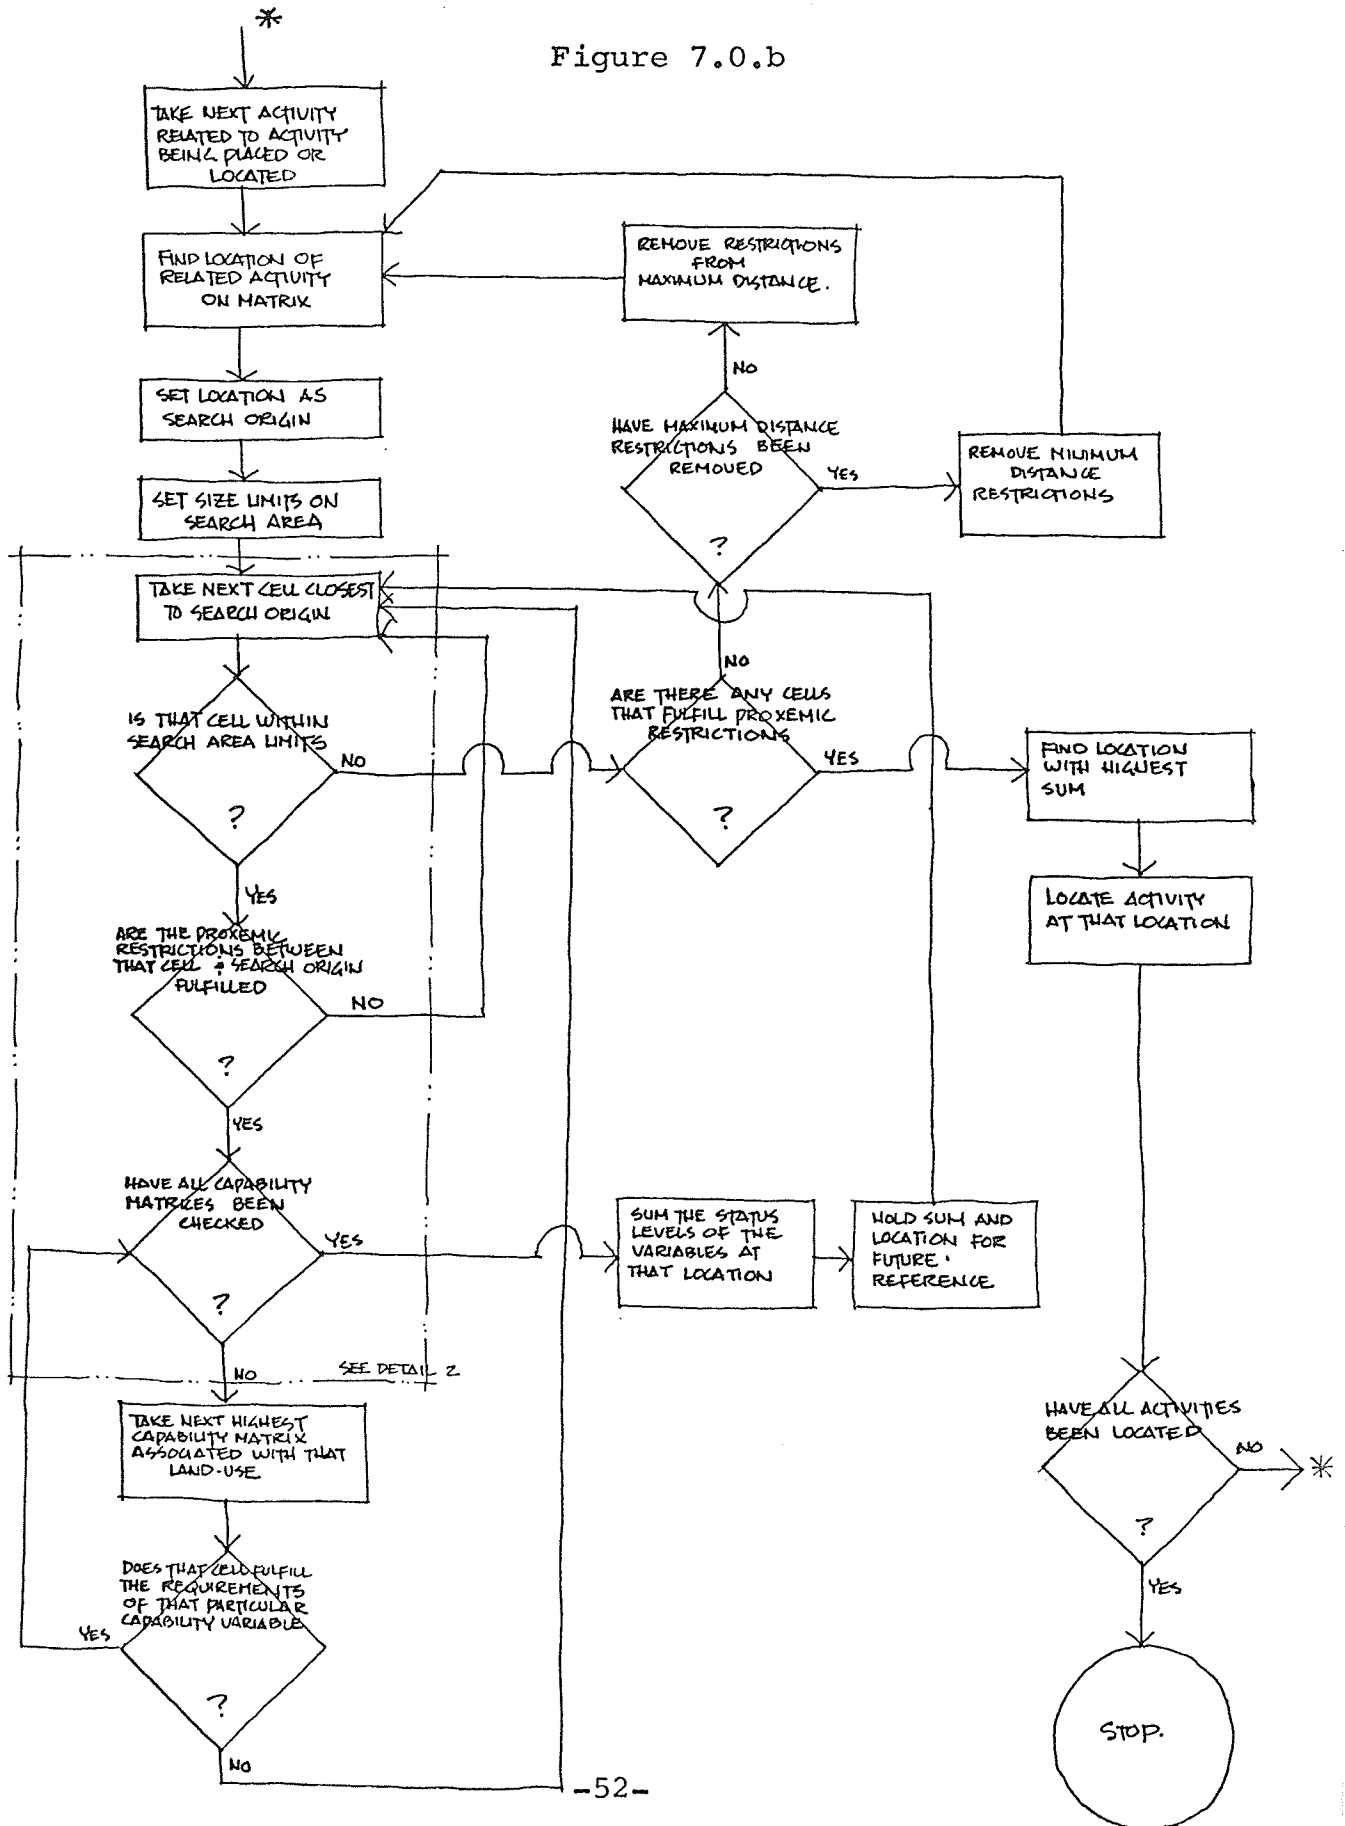 *
Figure 7.0.b
TAKE NEXT ACTIVITY
RELATED TO ACTIVITY
BEING PLACED OR
LOCATED
FIND LOCATION OF
RELATED ACTIVITY
ON MATRIX
REMOVE RESTRICTIONS
FROM
MAXIMUM DISTANCE.
NO
SET LOCATION AS
SEARCH ORIGIN
HAVE MAXIMUM DISTANCE
RESTRICTIONS BEEN
REMOVED
?
YES
REMOVE MINIMUM
DISTANCE
RESTRICTIONS
SET SIZE LIMITS ON
SEARCH AREA
TAKE NEXT CELL CLOSEST
TO SEARCH ORIGIN
NO
IS THAT CELL WITHIN
SEARCH AREA LIMITS
?
NO
ARE THERE ANY CELLS
THAT FULFILL PROXEMIC
RESTRICTIONS
?
YES
FIND LOCATION
WITH HIGHEST
SUM
YES
LOCATE ACTIVITY
AT THAT LOCATION
ARE THE PROXEMIC
RESTRICTIONS BETWEEN
THAT CELL & SEARCH ORIGIN
FULFILLED
?
NO
YES
HAVE ALL CAPABILITY
MATRICES BEEN
CHECKED
?
YES
SUM THE STATUS
LEVELS OF THE
VARIABLES AT
THAT LOCATION
HOLD SUM AND
LOCATION FOR
FUTURE.
REFERENCE
NO
SEE DETAIL 2
TAKE NEXT HIGHEST
CAPABILITY MATRIX
ASSOCIATED WITH THAT
LAND-USE
HAVE ALL ACTIVITIES
BEEN LOCATED
?
NO
*
YES
DOES THAT CELL FULFILL
THE REQUIREMENTS
OF THAT PARTICULAR
CAPABILITY VARIABLE
?
YES
NO
STOP.
-52-